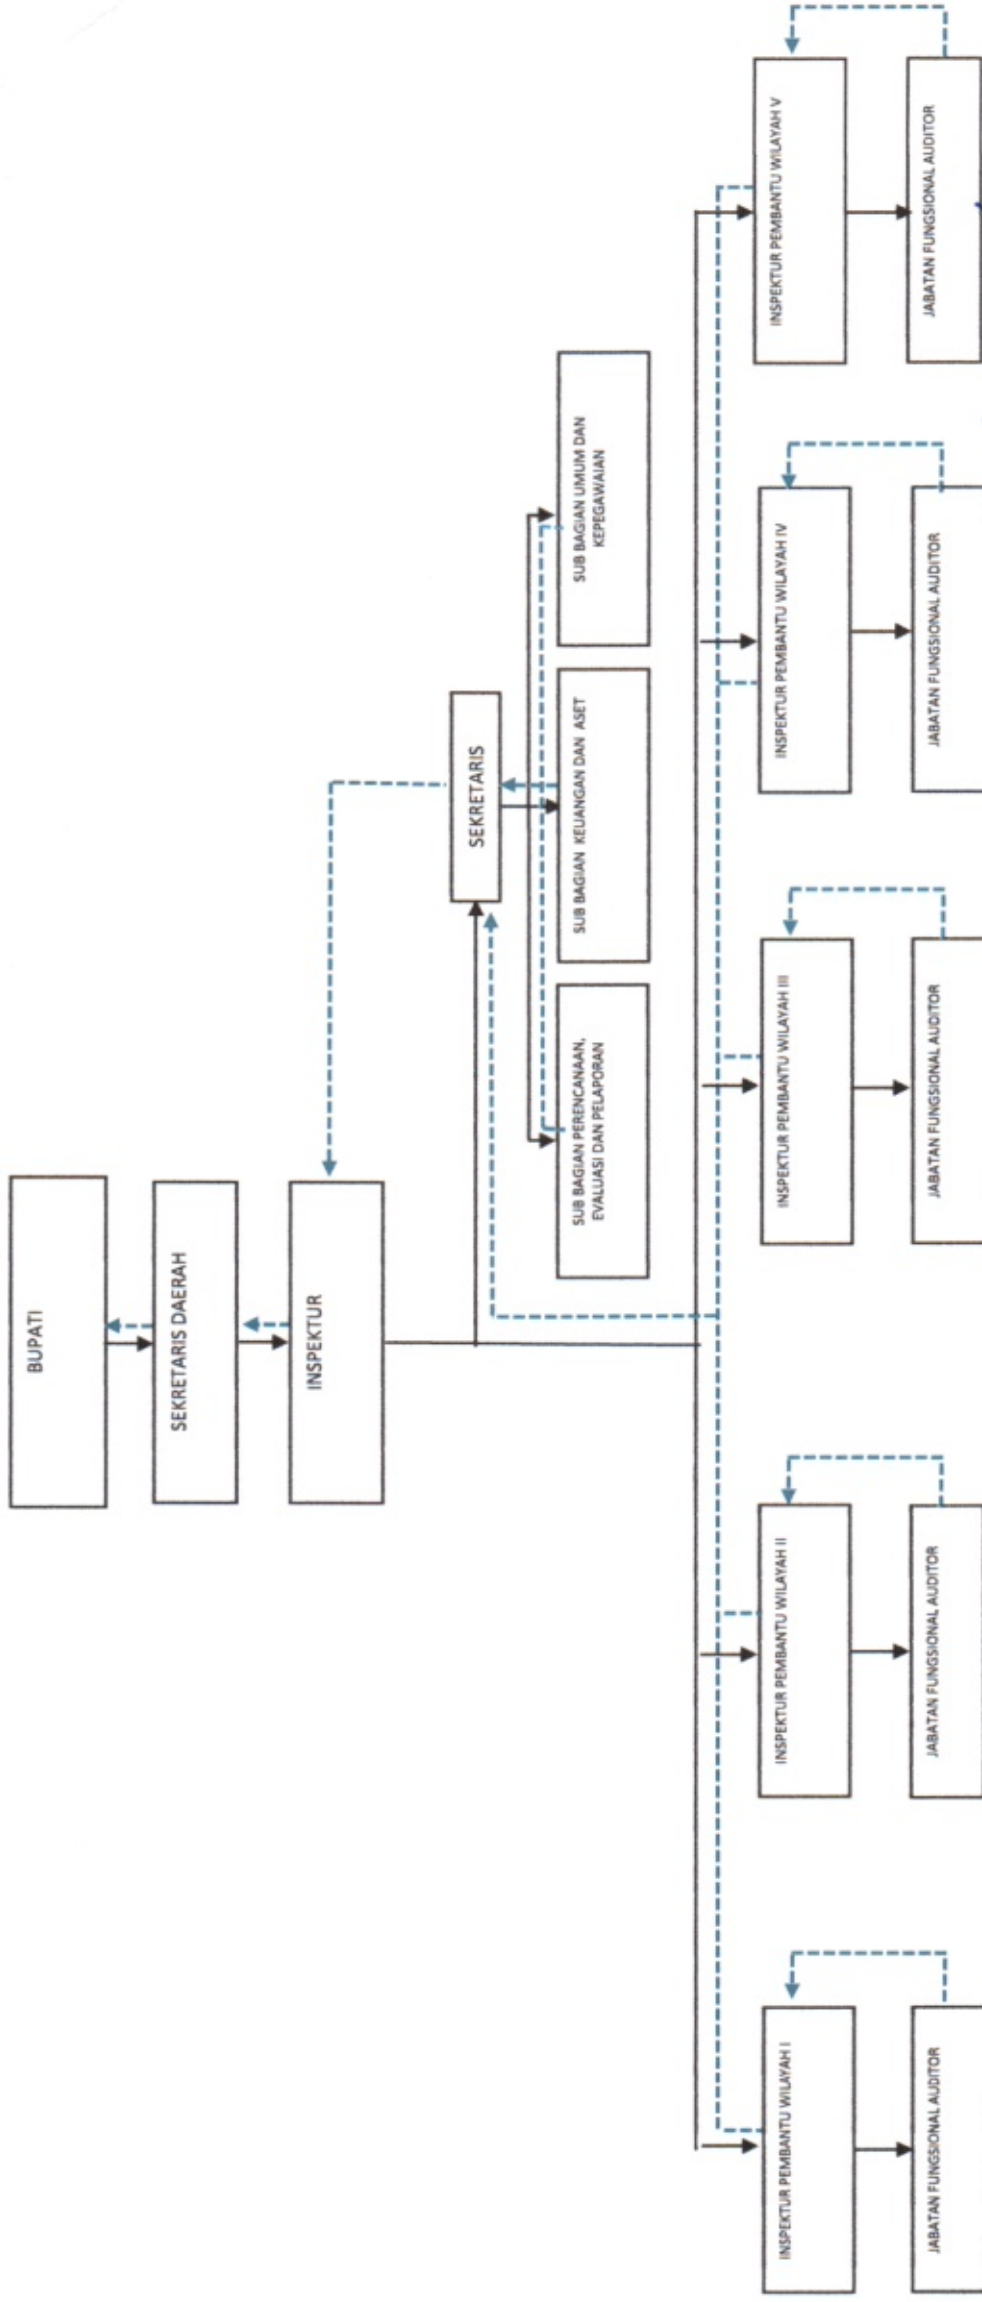 BUPATI
SEKRETARIS DAERAH
INSPEKTUR
SEKRETARIS
SUB BAGIAN PERENCANAAN,
EVALUASI DAN PELAPORAN
SUB BAGIAN KEUANGAN DAN ASET
SUB BAGIAN UMUM DAN
KEPEGAWAIAN
INSPEKTUR PEMBANTU WILAYAH I
INSPEKTUR PEMBANTU WILAYAH II
INSPEKTUR PEMBANTU WILAYAH III
INSPEKTUR PEMBANTU WILAYAH IV
INSPEKTUR PEMBANTU WILAYAH V
JABATAN FUNGSIONAL AUDITOR
JABATAN FUNGSIONAL AUDITOR
JABATAN FUNGSIONAL AUDITOR
JABATAN FUNGSIONAL AUDITOR
JABATAN FUNGSIONAL AUDITOR